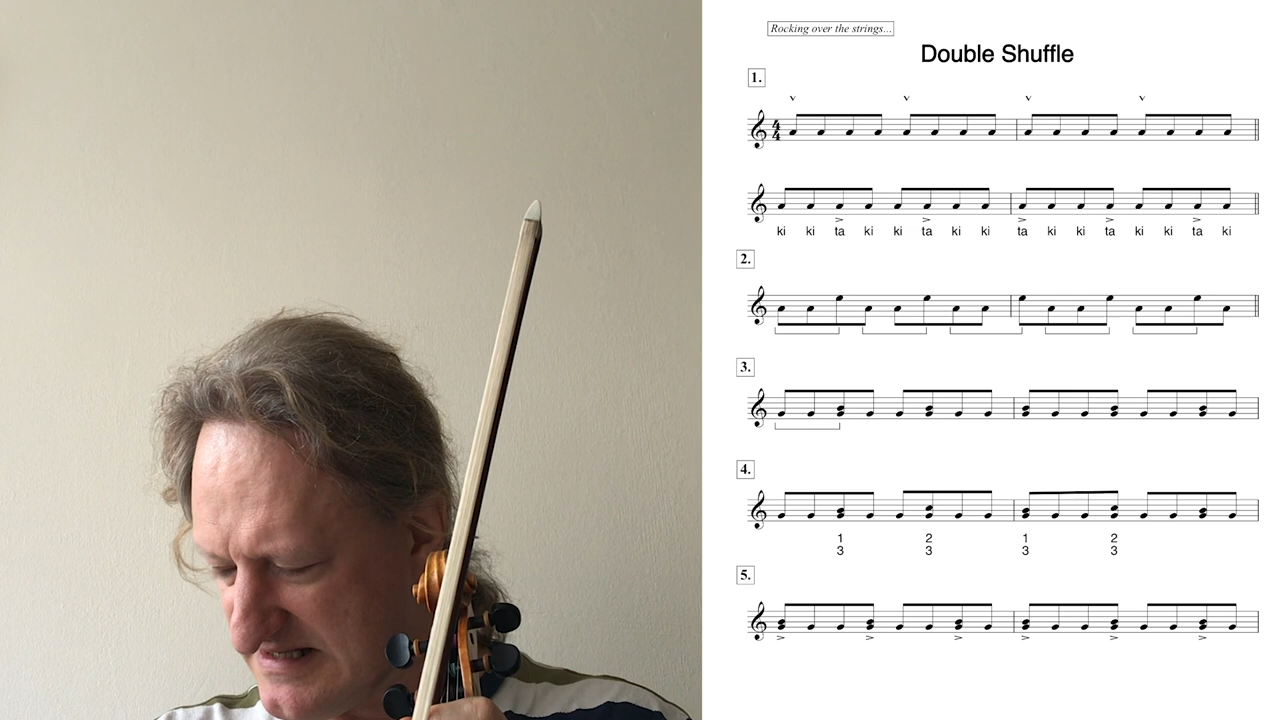 Rocking over the strings...
Double Shuffle
1.
4
4
ki ki ta ki ki ta ki ki ta ki ki ta ki ki ta ki
2.
3.
4.
1 2 1 2
3 3 3 3
5.